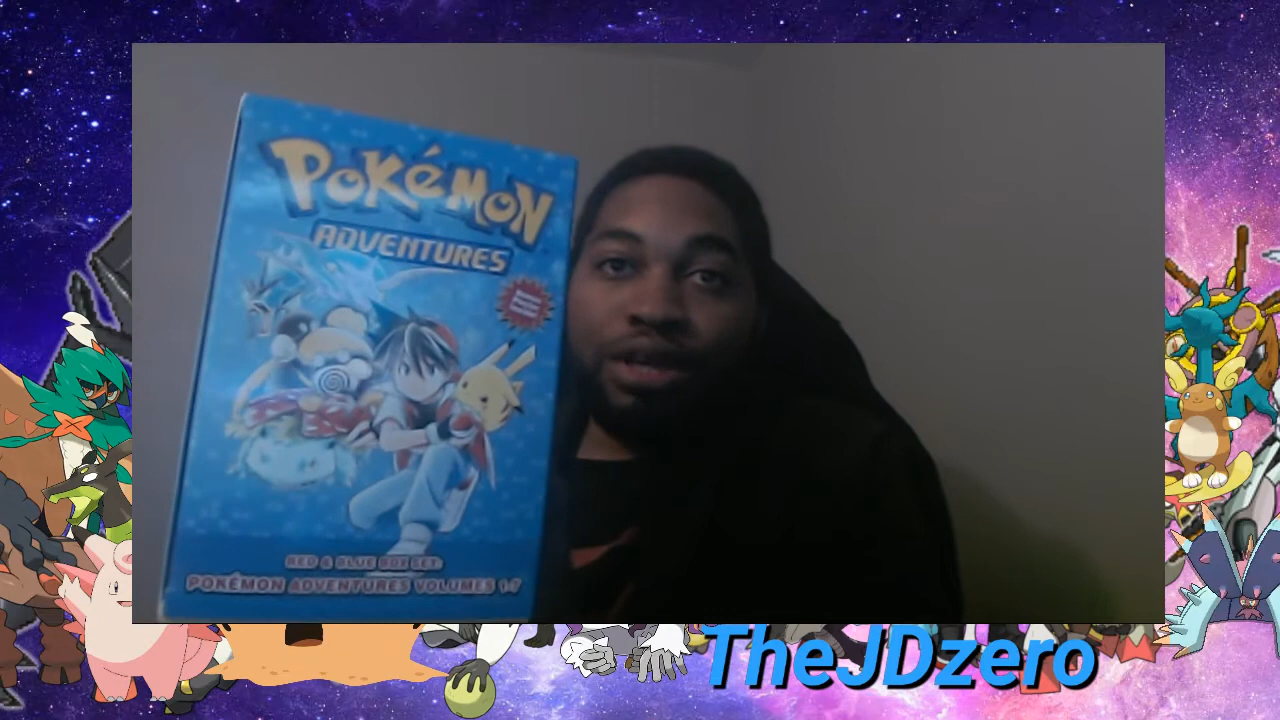 POKéMON
ADVENTURES
RED & BLUE BOX SET:
POKÉMON ADVENTURES VOLUMES 1-7
TheJDzero